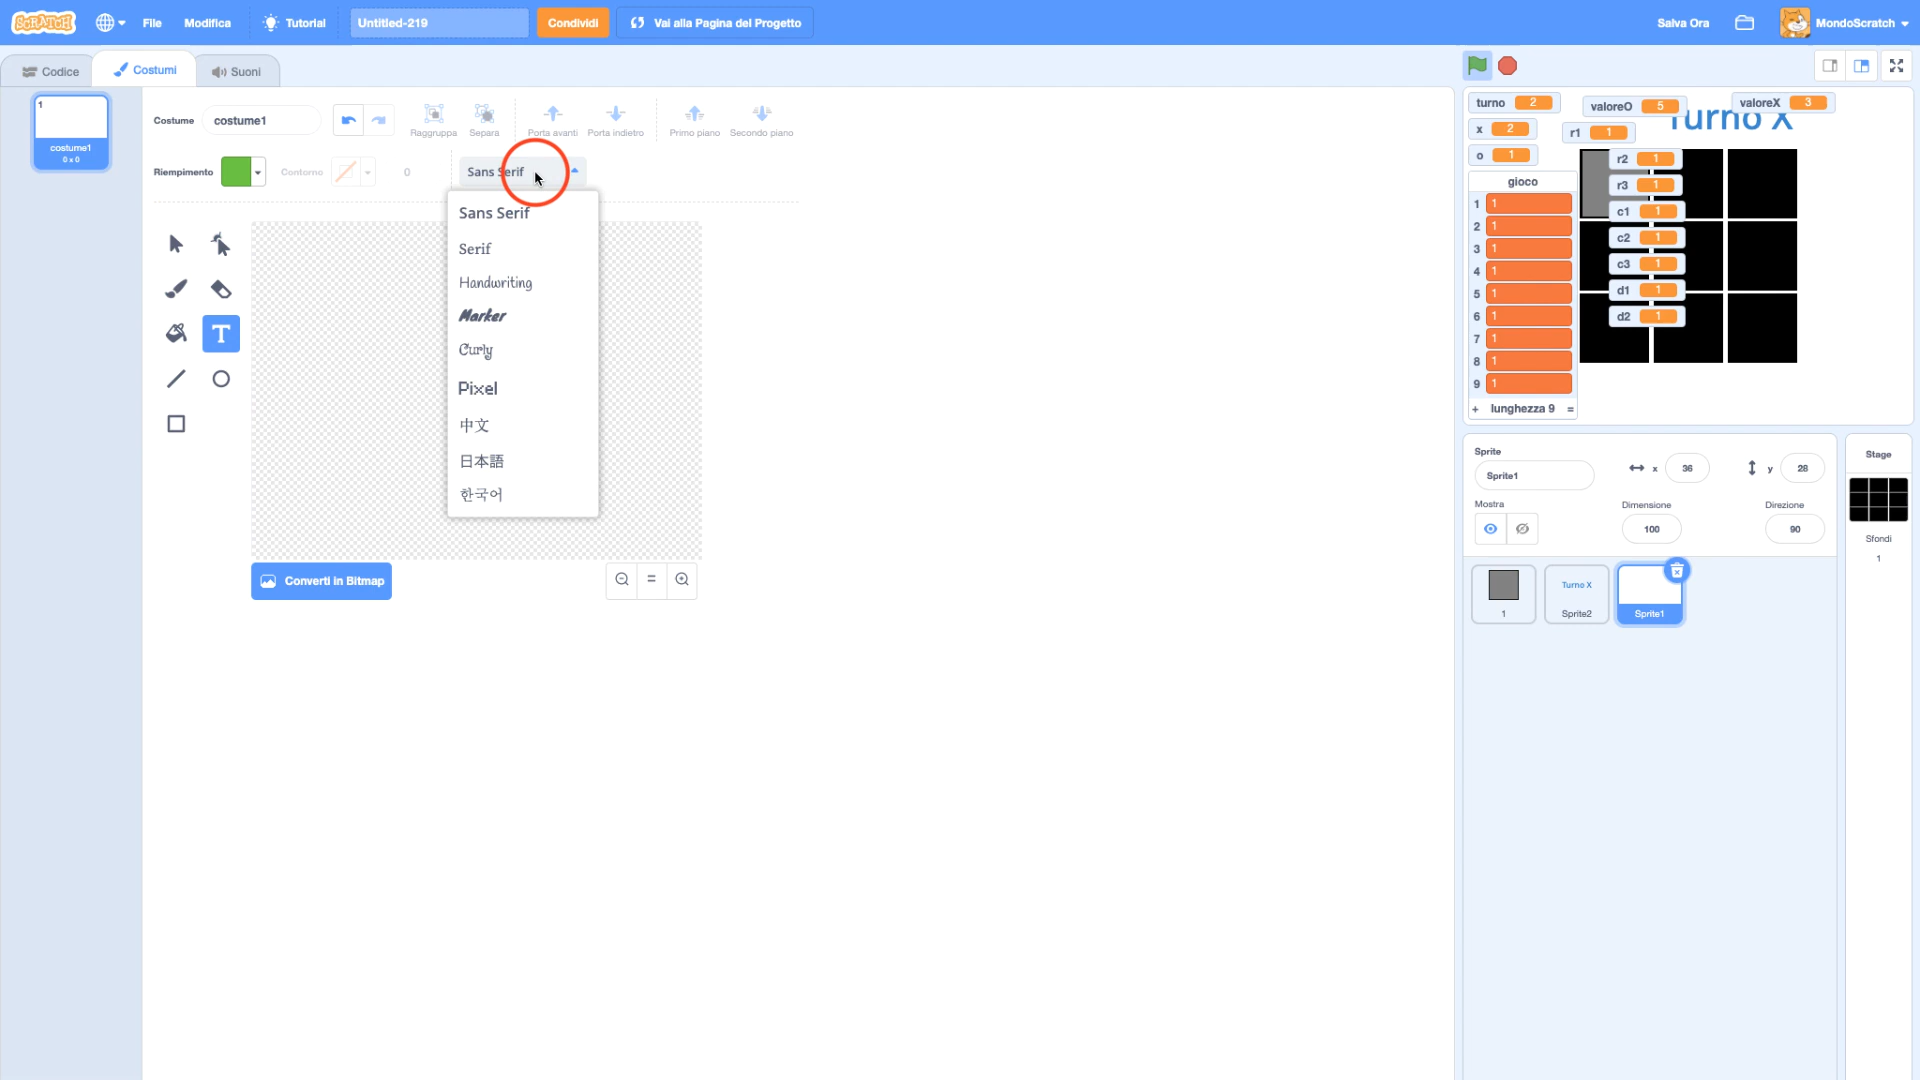 SCRATCH File Modifica Tutorial Untitled-219 Condividi Vai alla Pagina del Progetto Salva Ora MondoScratch
Codice Costumi Suoni
1
costume1
0 x 0
Costume costume1 Raggruppa Separa Porta avanti Porta indietro Primo piano Secondo piano
Riempimento Contorno 0 Sans Serif
Sans Serif
Serif
Handwriting
Marker
Curly
Pixel
中文
日本語
한국어
T
Converti in Bitmap
turno 2 valoreO 5 valoreX 3
Turno X
x 2 r1 1
o 1 r2 1
gioco r3 1
1 1
2 1
3 1
4 1
5 1
6 1
7 1
8 1
9 1
+ lunghezza 9 =
c1 1
c2 1
c3 1
d1 1
d2 1
Sprite
Sprite1 x 36 y 28
Mostra Dimensione Direzione
100 90
1
Turno X
Sprite2
Sprite1
Stage
Sfondi
1